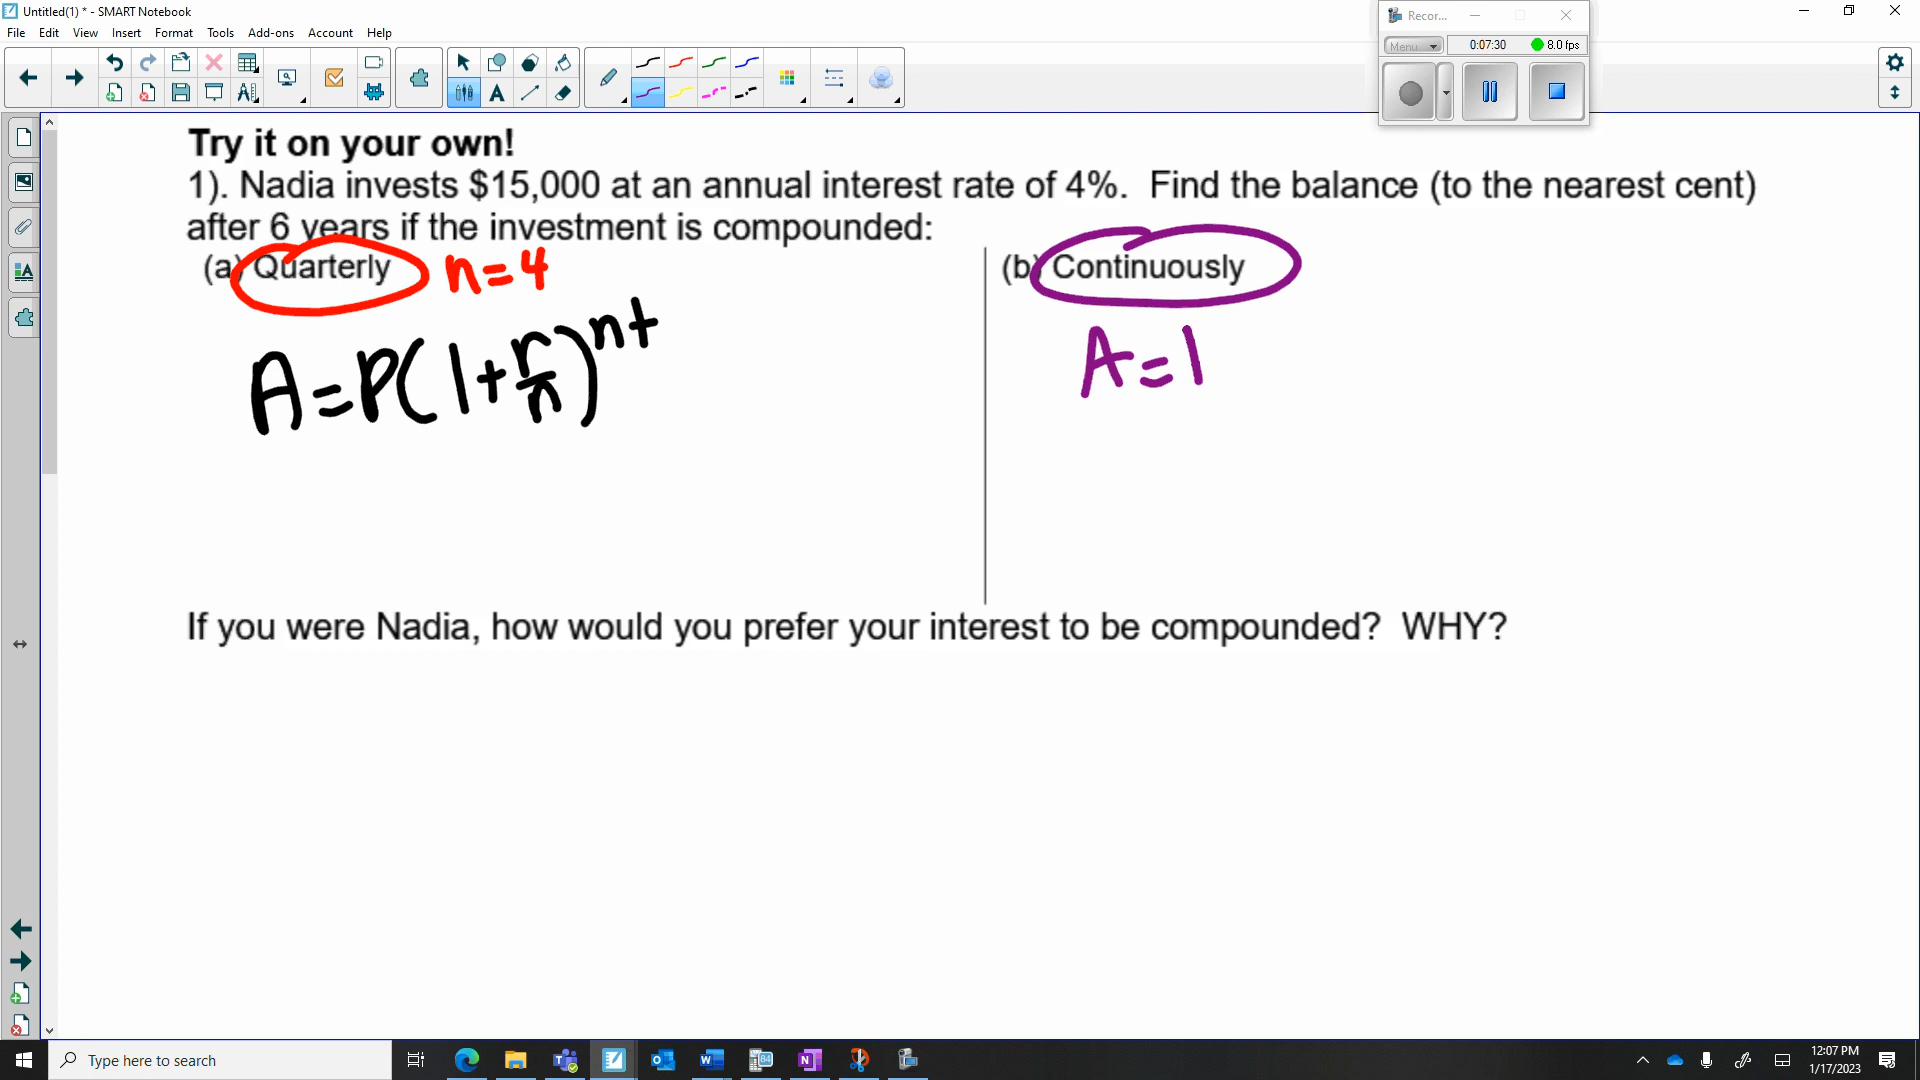 Untitled(1) * - SMART Notebook
File Edit View Insert Format Tools Add-ons Account Help
Recor...
Menu 0:07:30 8.0 fps
Try it on your own!
1). Nadia invests $15,000 at an annual interest rate of 4%. Find the balance (to the nearest cent)
after 6 years if the investment is compounded:
(a) Quarterly n=4
(b) Continuously
A=P(1+r/n)^nt
A=1
If you were Nadia, how would you prefer your interest to be compounded? WHY?
Type here to search
12:07 PM
1/17/2023